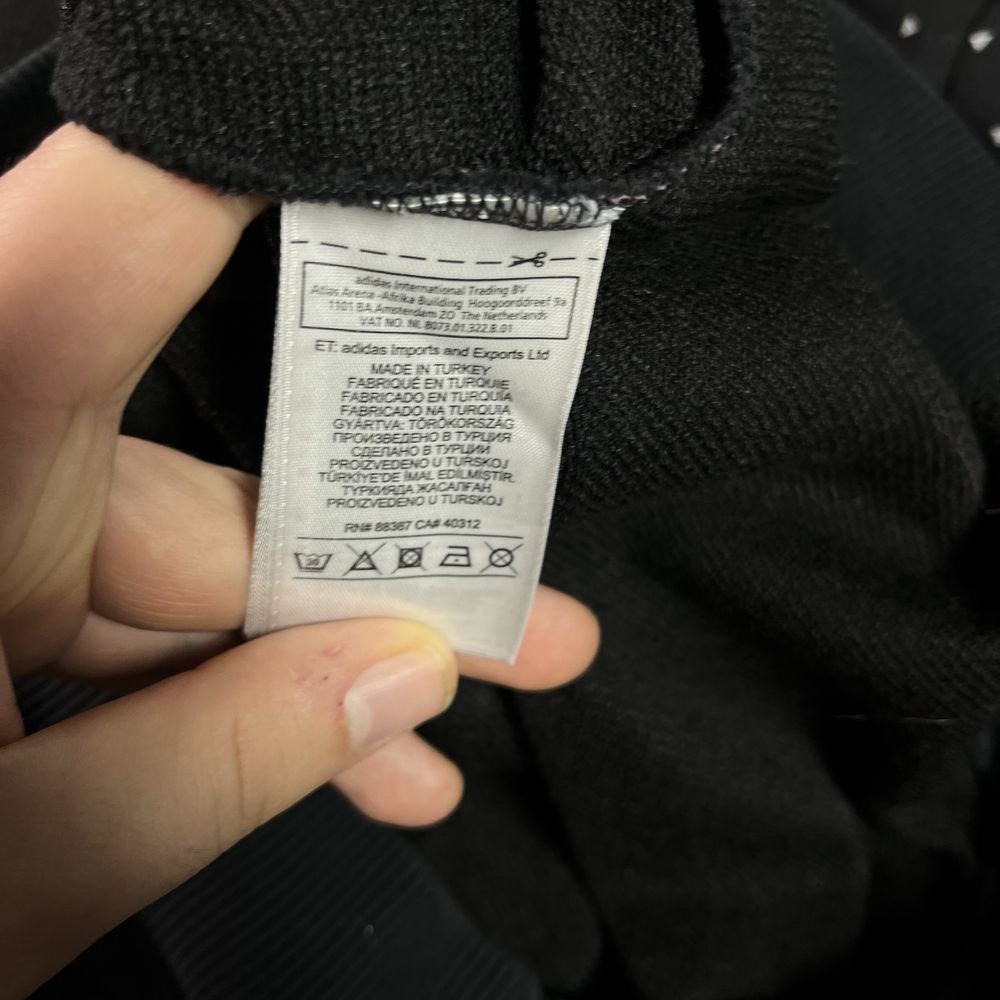 adidas International Trading BV
Atlas Arena -Afrika Building Hoogoorddreef 9a
1101 BA Amsterdam ZO The Netherlands
VAT NO. NL 8073.01.322.B.01
ET: adidas Imports and Exports Ltd
MADE IN TURKEY
FABRIQUÉ EN TURQUIE
FABRICADO EN TURQUÍA
FABRICADO NA TURQUIA
GYÁRTVA: TÖRÖKORSZÁG
ПРОИЗВЕДЕНО В ТУРЦИЯ
СДЕЛАНО В ТУРЦИИ
PROIZVEDENO U TURSKOJ
TÜRKİYE'DE İMAL EDİLMİŞTİR.
ТУРКИЯДА ЖАСАЛҒАН
PROIZVEDENO U TURSKOJ
RN# 88387 CA# 40312
30